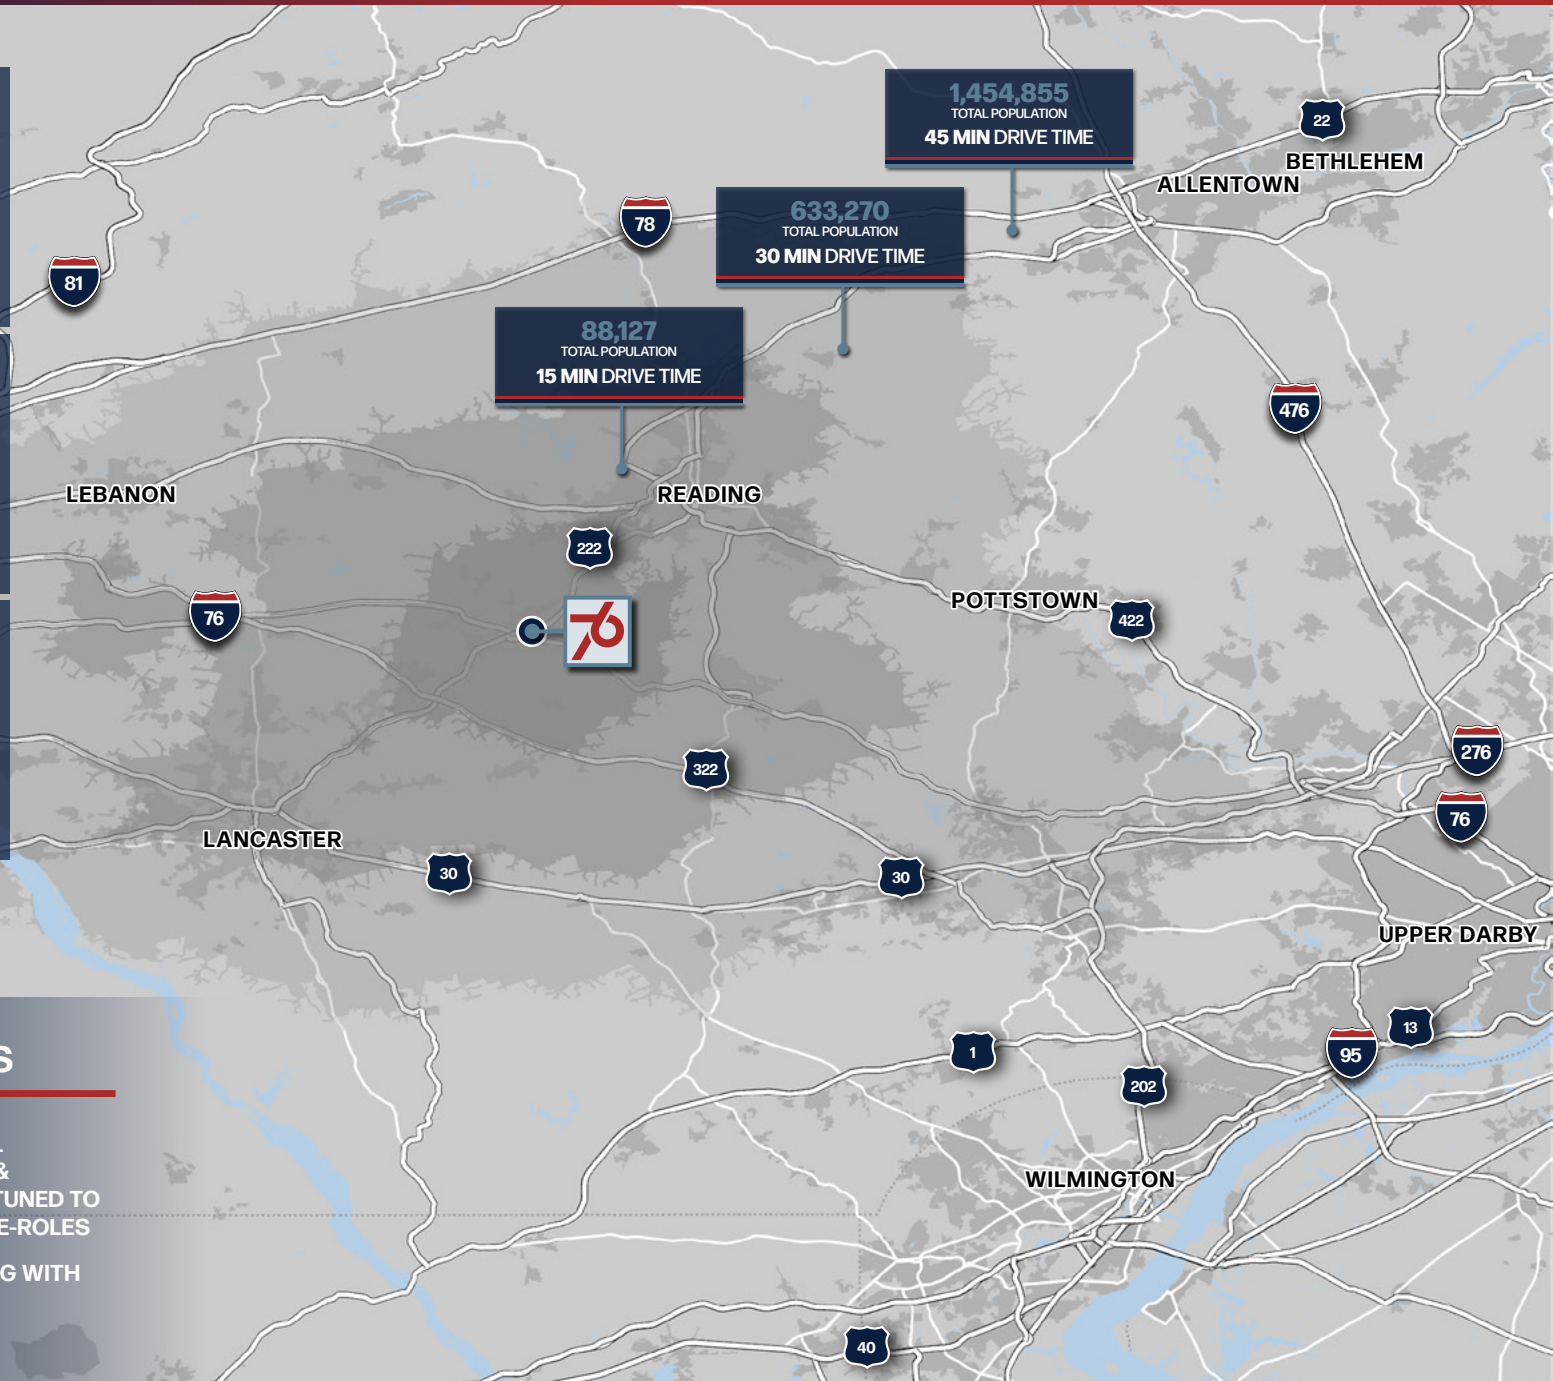 1,454,855
TOTAL POPULATION
45 MIN DRIVE TIME
22
BETHLEHEM
ALLENTOWN
633,270
TOTAL POPULATION
30 MIN DRIVE TIME
78
81
88,127
TOTAL POPULATION
15 MIN DRIVE TIME
476
LEBANON
READING
222
76
76
POTTSTOWN
422
322
276
76
LANCASTER
30
30
UPPER DARBY
S
1
13
95
202
&
TUNED TO
E-ROLES
G WITH
WILMINGTON
40